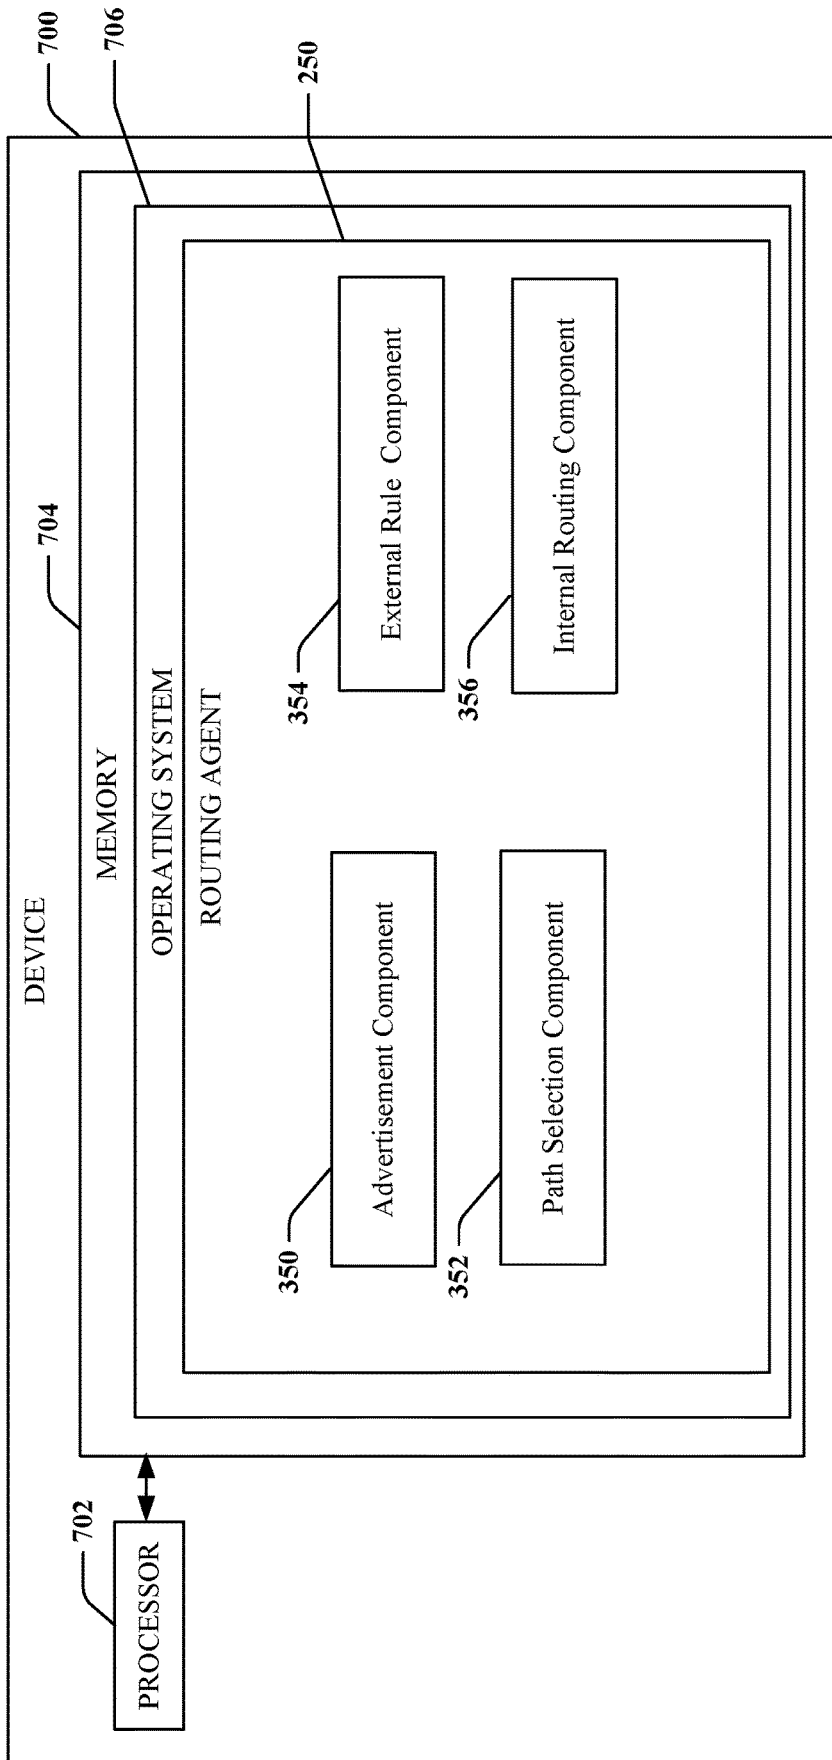 DEVICE
700
704
MEMORY
706
OPERATING SYSTEM
250
ROUTING AGENT
702
PROCESSOR
350
Advertisement Component
354
External Rule Component
352
Path Selection Component
356
Internal Routing Component